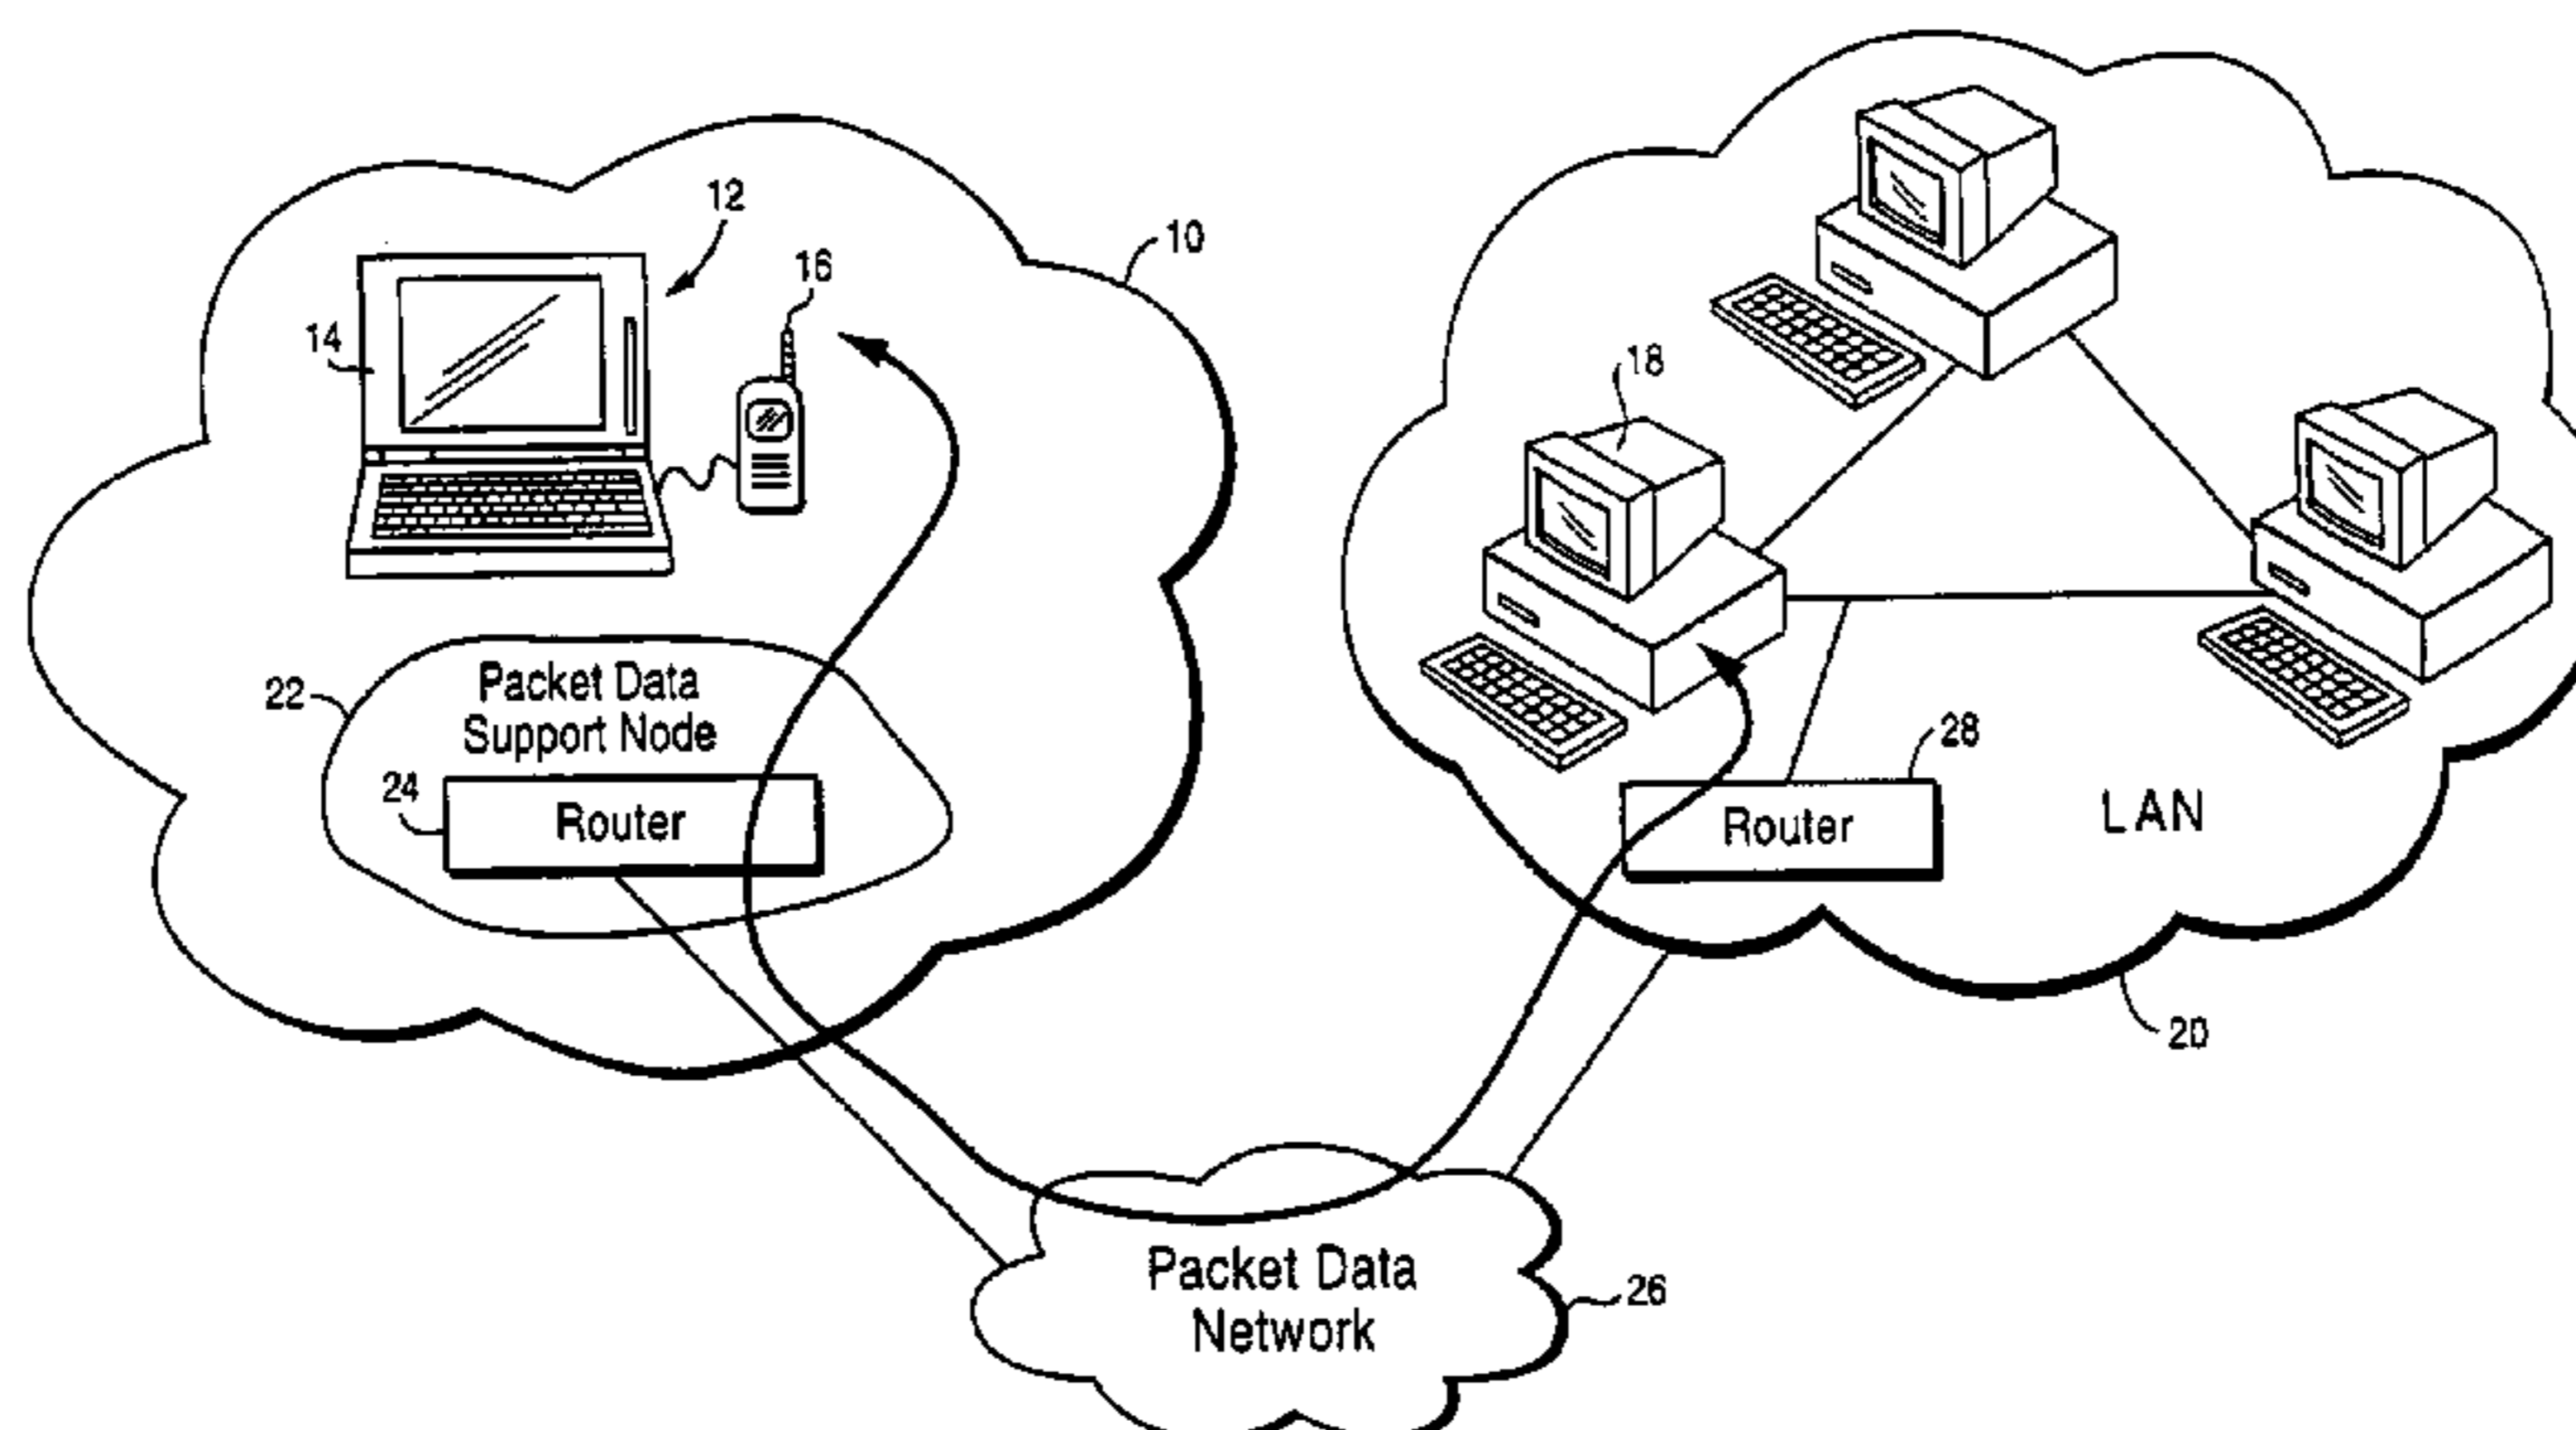 12
10
16
14
18
22
Packet Data
Support Node
24
Router
28
Router
LAN
20
Packet Data
Network
26